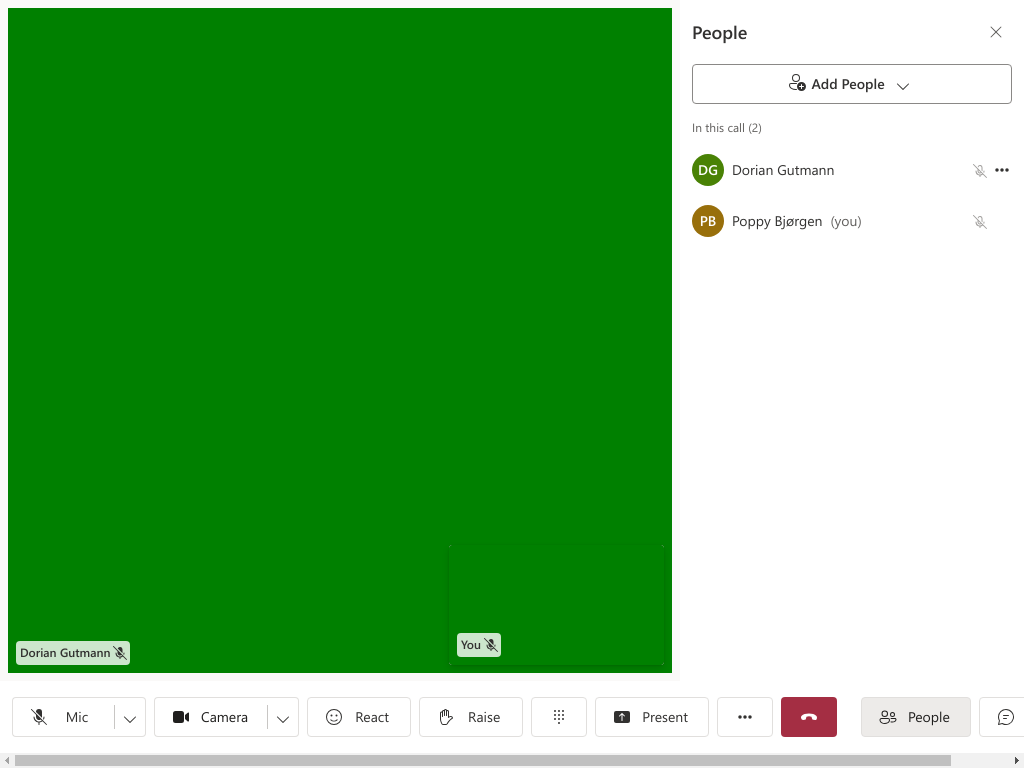 People
Add People
In this call (2)
DG Dorian Gutmann
PB Poppy Bjørgen (you)
You
Dorian Gutmann
Mic
Camera
React
Raise
Present
People